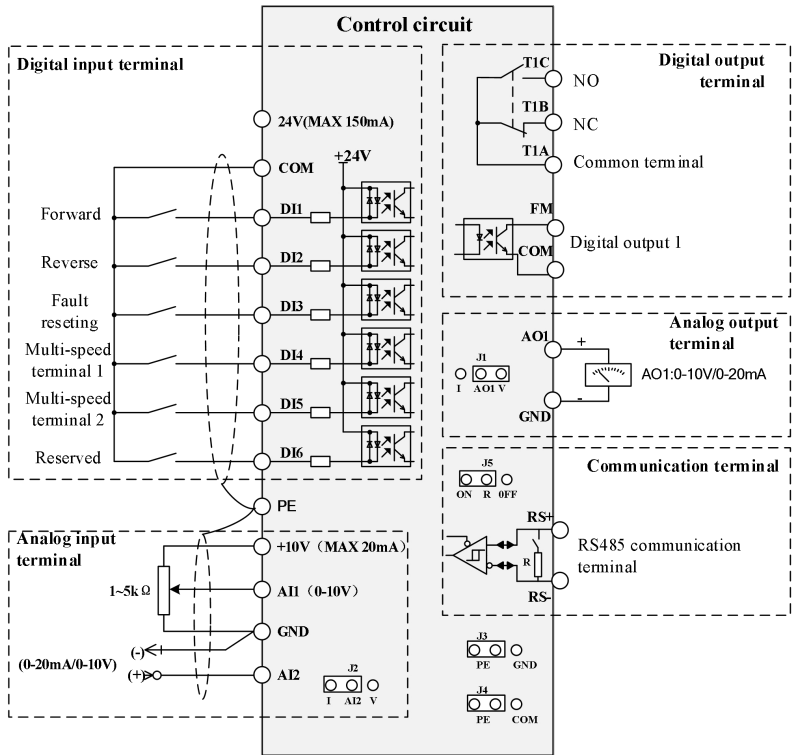 Control circuit
Digital input terminal
24V(MAX 150mA)
COM
+24V
Forward
DI1
Reverse
DI2
Fault
reseting
DI3
Multi-speed
terminal 1
DI4
Multi-speed
terminal 2
DI5
Reserved
DI6
PE
Analog input
terminal
+10V（MAX 20mA）
1~5k Ω
AI1（0-10V）
GND
(-)
(0-20mA/0-10V)
(+)
AI2
J2
I AI2 V
Digital output
terminal
T1C
NO
T1B
NC
T1A
Common terminal
FM
Digital output 1
COM
Analog output
terminal
AO1
+
J1
I AO1 V
AO1:0-10V/0-20mA
-
GND
Communication terminal
J5
ON R 0FF
RS+
R
RS485 communication
terminal
RS-
J3
PE GND
J4
PE COM